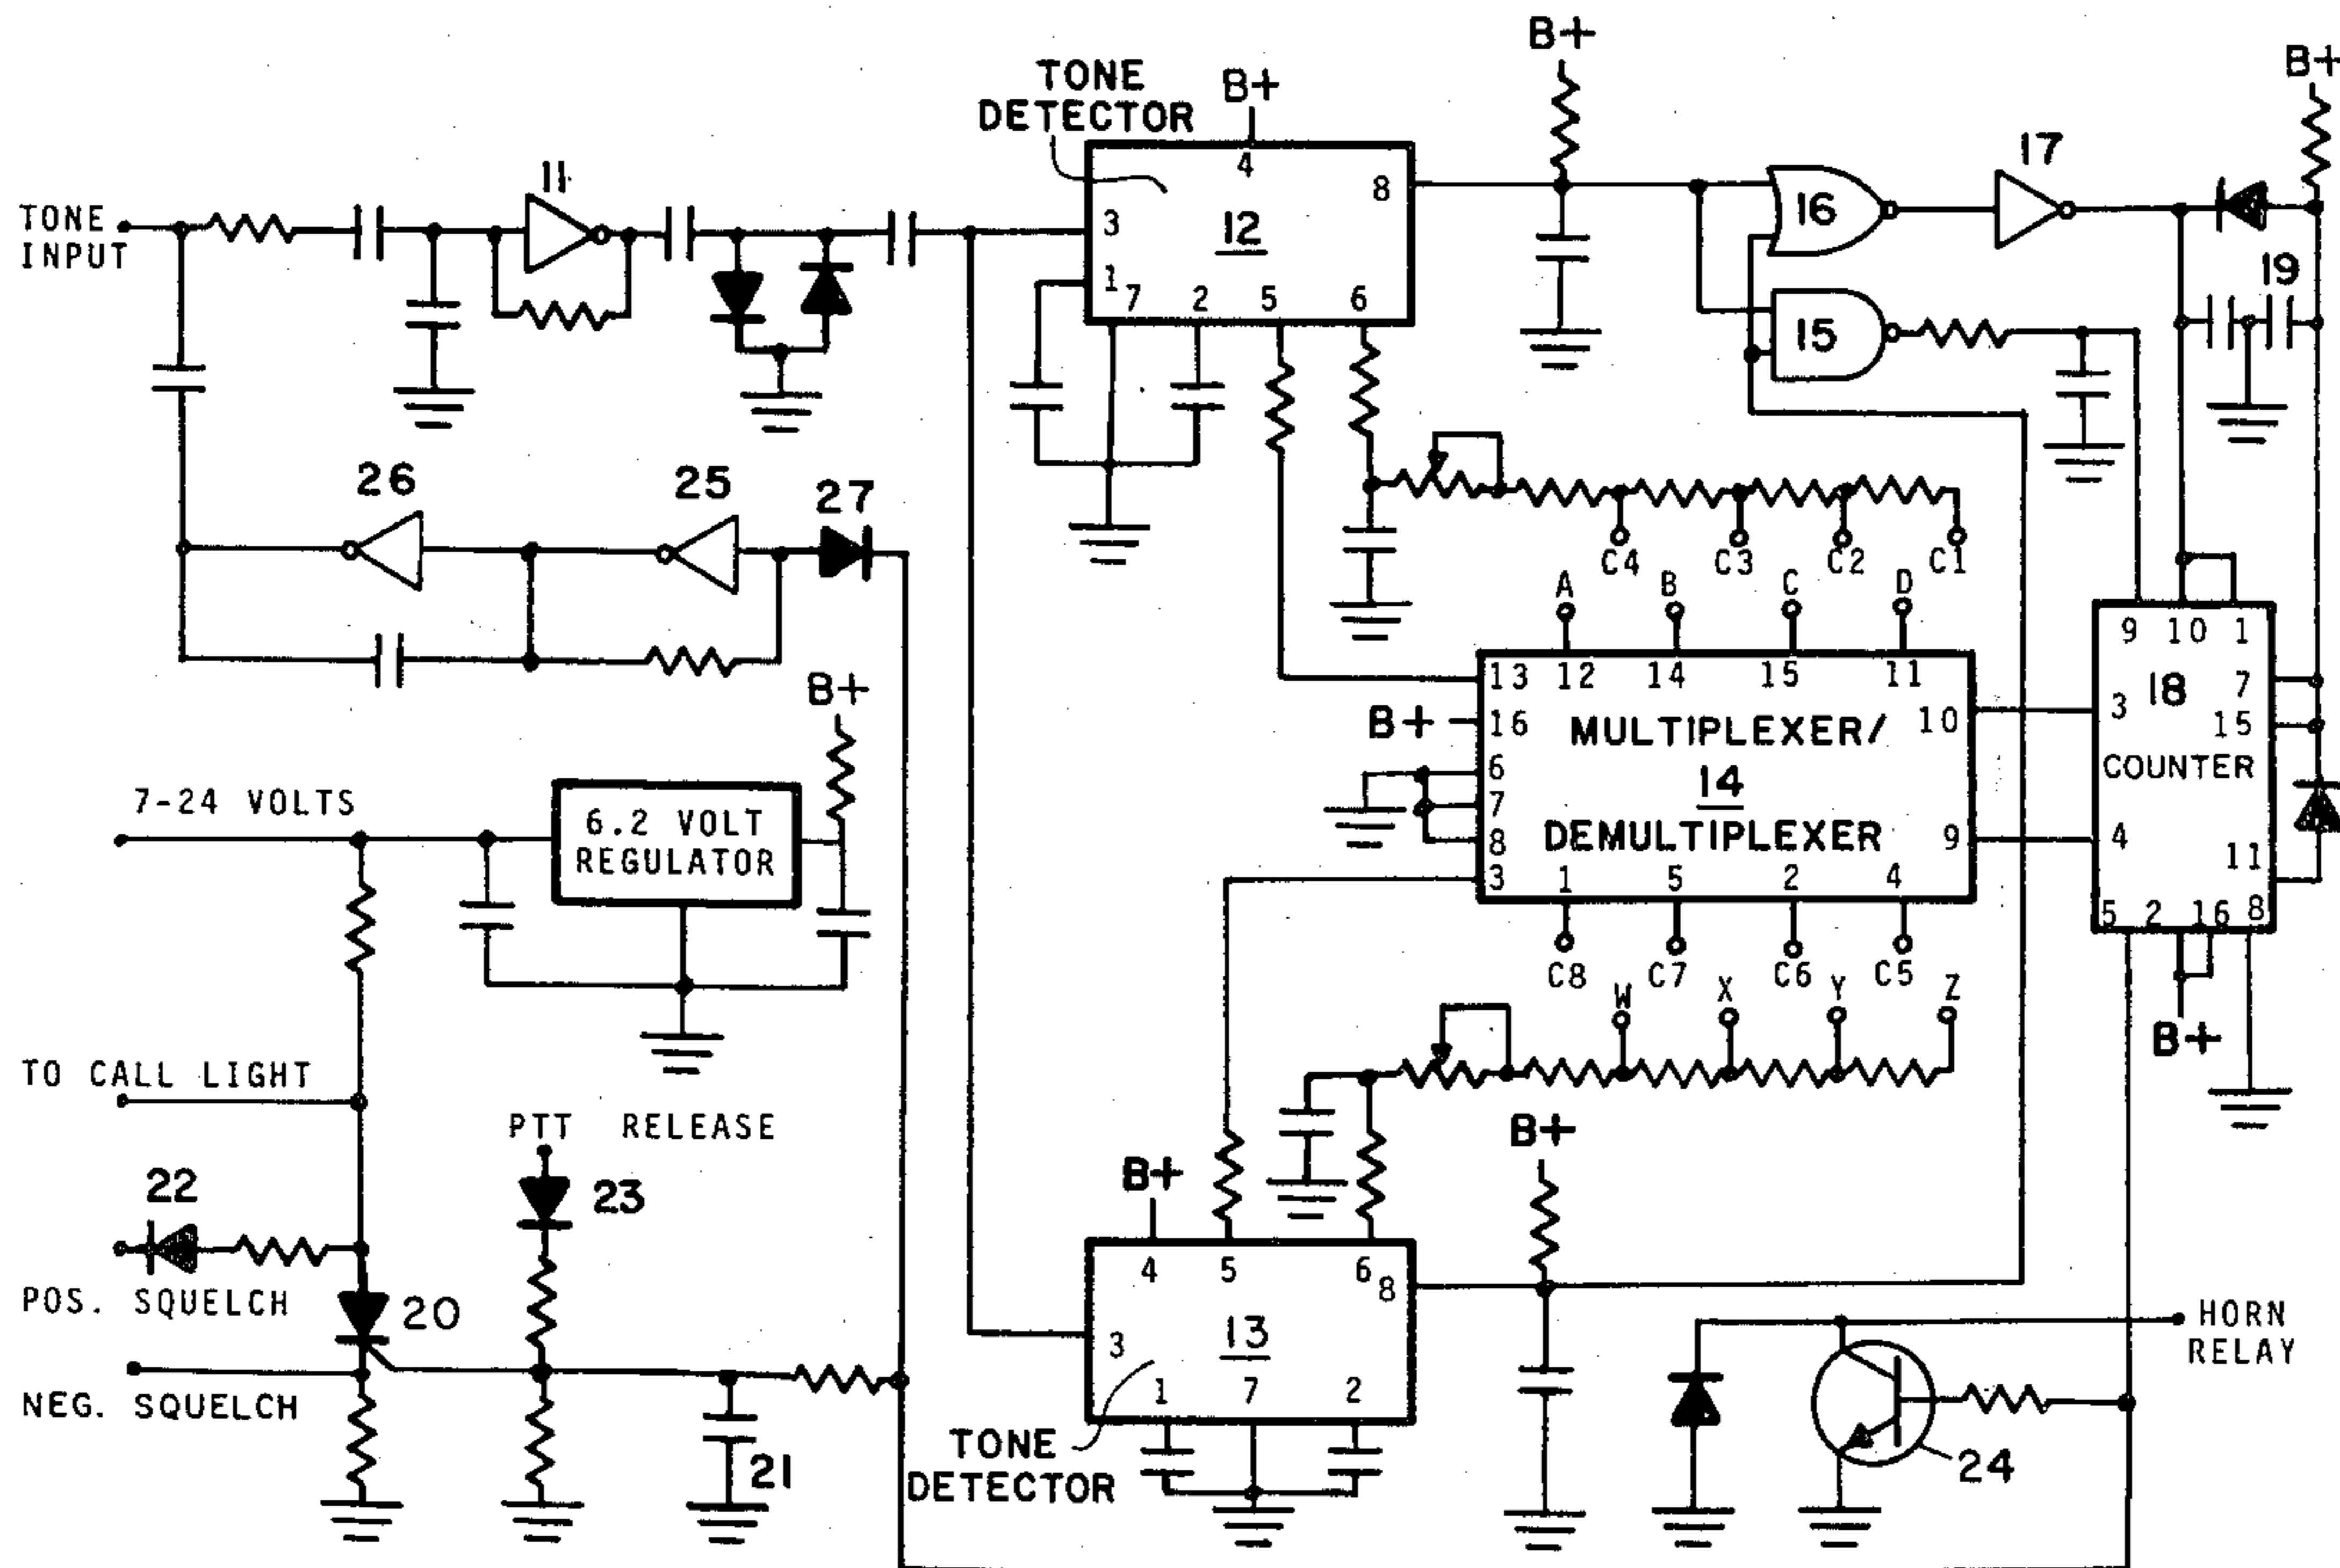 B+
B+
TONE
DETECTOR
B+
11
17
4
8
16
TONE
INPUT
3
12
19
1
7
2
5
6
15
26
25
27
C4
C3
C2
C1
A
B
C
D
9
10
1
B+
13
12
14
15
11
18
7
B+
16
MULTIPLEXER/
10
3
15
7-24 VOLTS
6
14
COUNTER
6.2 VOLT
REGULATOR
7
8
DEMULTIPLEXER
9
4
11
3
1
5
2
4
5
2
16
8
C8
C7
C6
C5
W
X
Y
Z
B+
TO CALL LIGHT
PTT RELEASE
B+
B+
22
23
4
5
6
8
POS. SQUELCH
20
3
13
HORN
RELAY
NEG. SQUELCH
1
7
2
21
TONE
DETECTOR
24